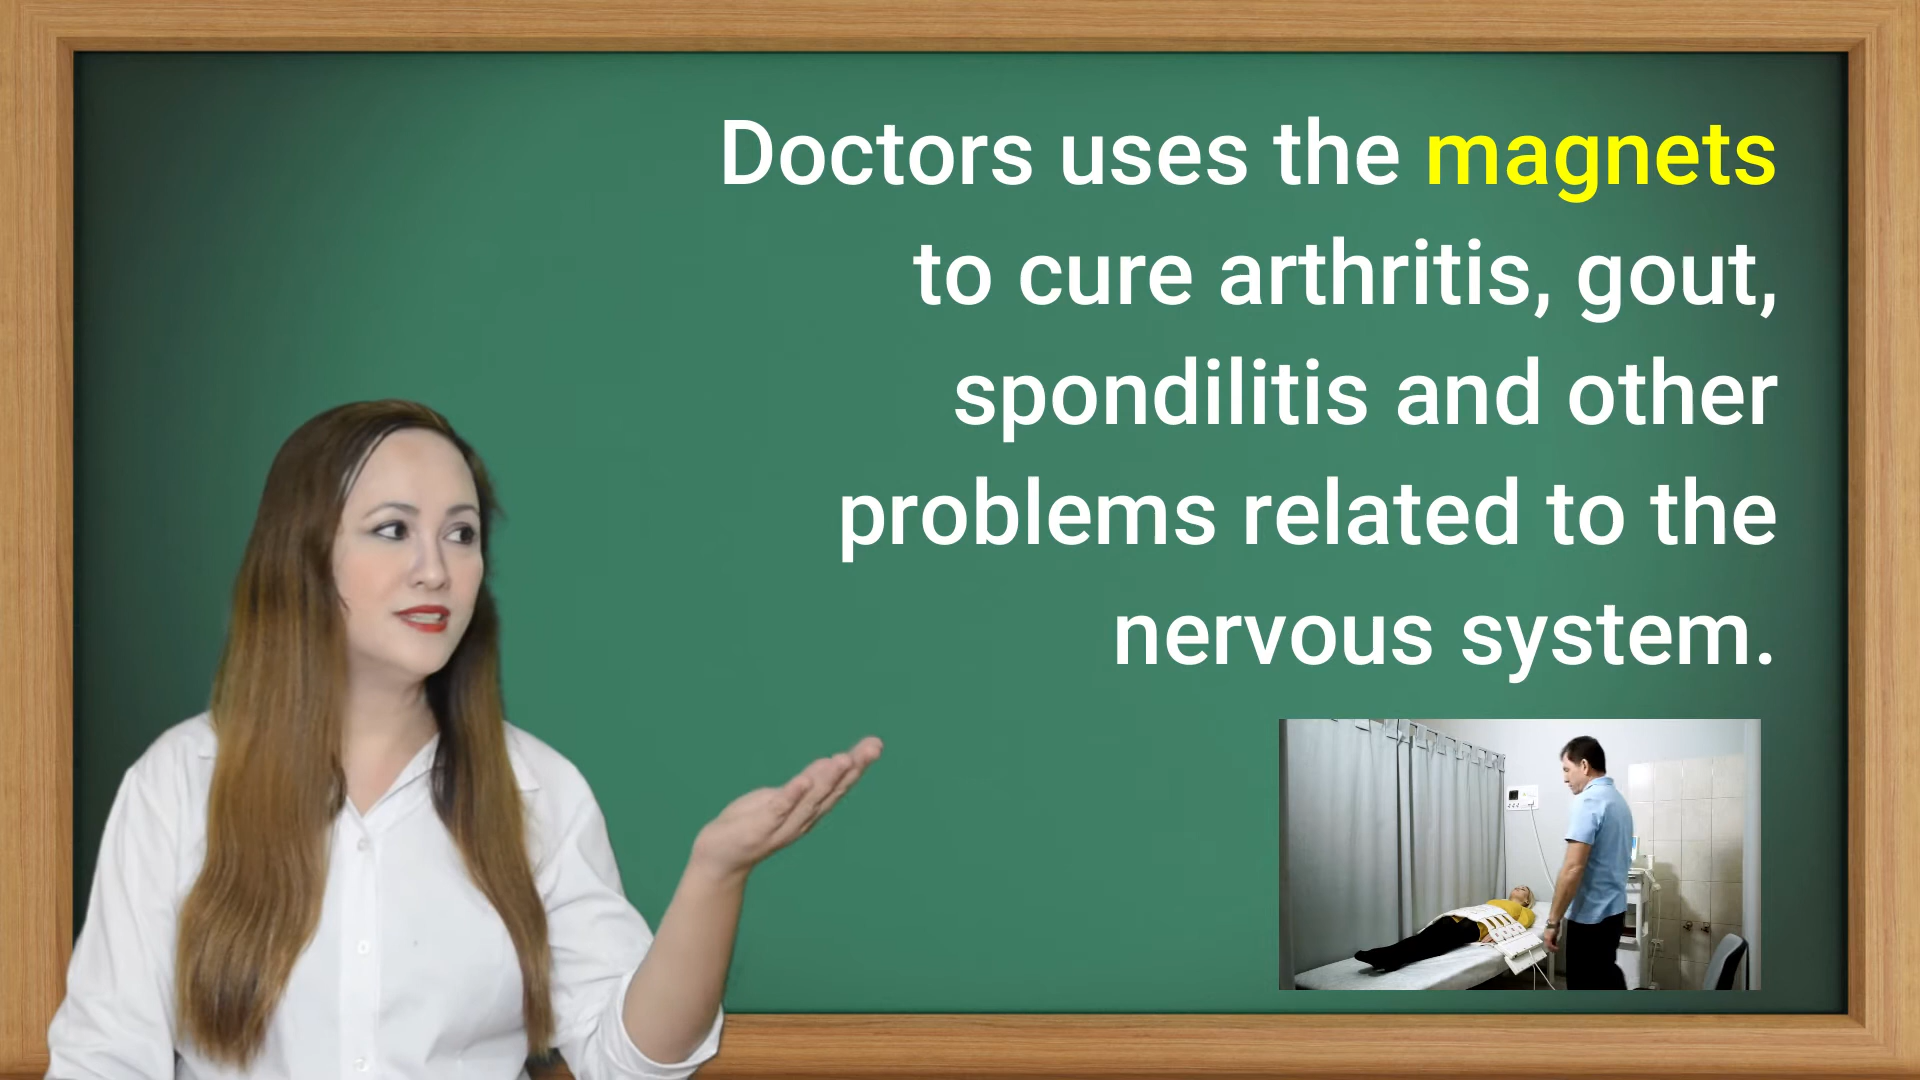 Doctors uses the magnets
to cure arthritis, gout,
spondilitis and other
problems related to the
nervous system.